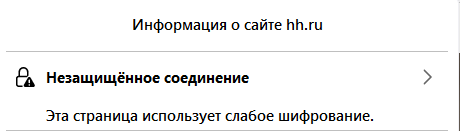 Информация о сайте hh.ru
Незащищённое соединение
Эта страница использует слабое шифрование.